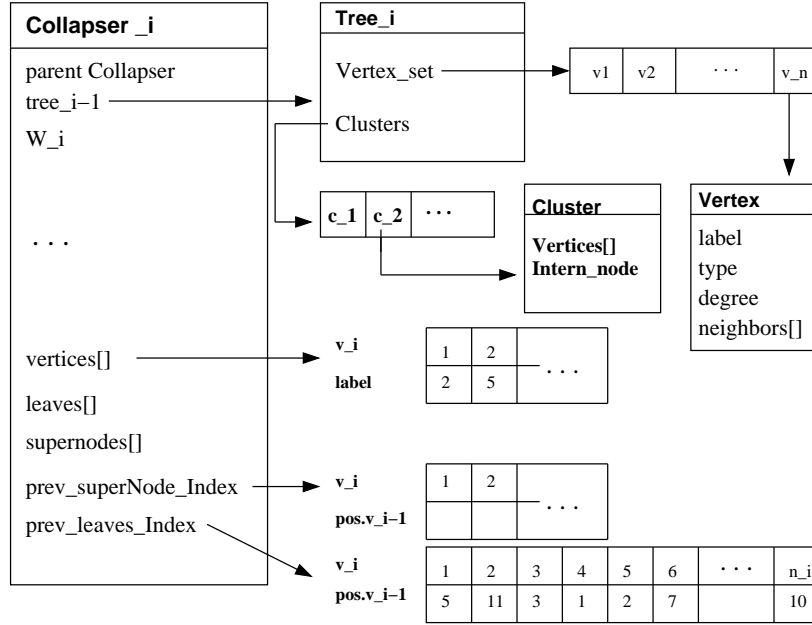 Collapser _i
parent Collapser
tree_i−1
W_i
. . .
vertices[]
leaves[]
supernodes[]
prev_superNode_Index
prev_leaves_Index
Tree_i
Vertex_set
Clusters
v1 v2 . . . v_n
c_1 c_2 . . .
Cluster
Vertices[]
Intern_node
Vertex
label
type
degree
neighbors[]
v_i 1 2 . . .
label 2 5
v_i 1 2 . . .
pos.v_i−1
v_i 1 2 3 4 5 6 . . . n_i
pos.v_i−1 5 11 3 1 2 7 10